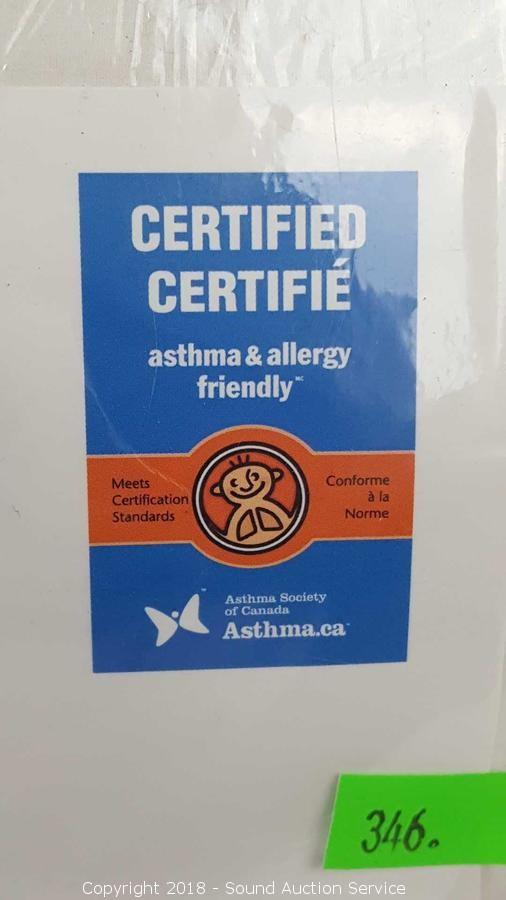 CERTIFIED
CERTIFIÉ
asthma & allergy
friendly MC
Meets
Certification
Standards
Conforme
à la
Norme
Asthma Society
of Canada
Asthma.ca
346.
Copyright 2018 - Sound Auction Service